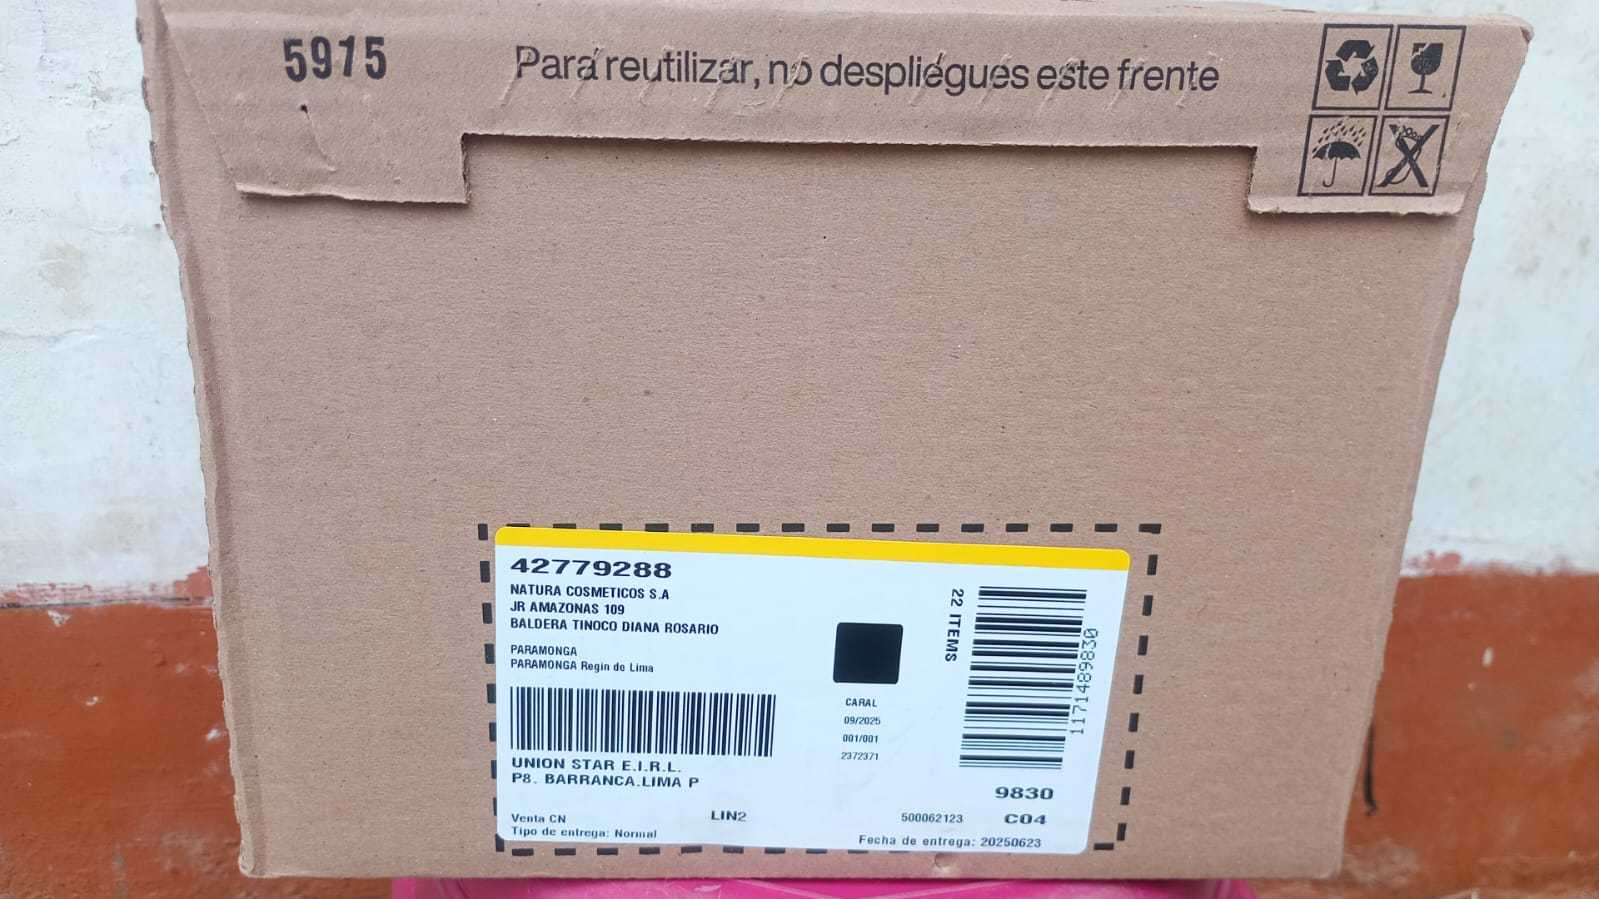 5915
Para reutilizar, no despliegues este frente
42779288
NATURA COSMETICOS S.A
JR AMAZONAS 109
BALDERA TINOCO DIANA ROSARIO
PARAMONGA
PARAMONGA Regin de Lima
UNION STAR E.I.R.L.
P8. BARRANCA.LIMA P
Venta CN
Tipo de entrega: Normal
LIN2
CARAL
09/2025
001/001
2372371
22 ITEMS
1171489830
9830
500062123
C04
Fecha de entrega: 20250623